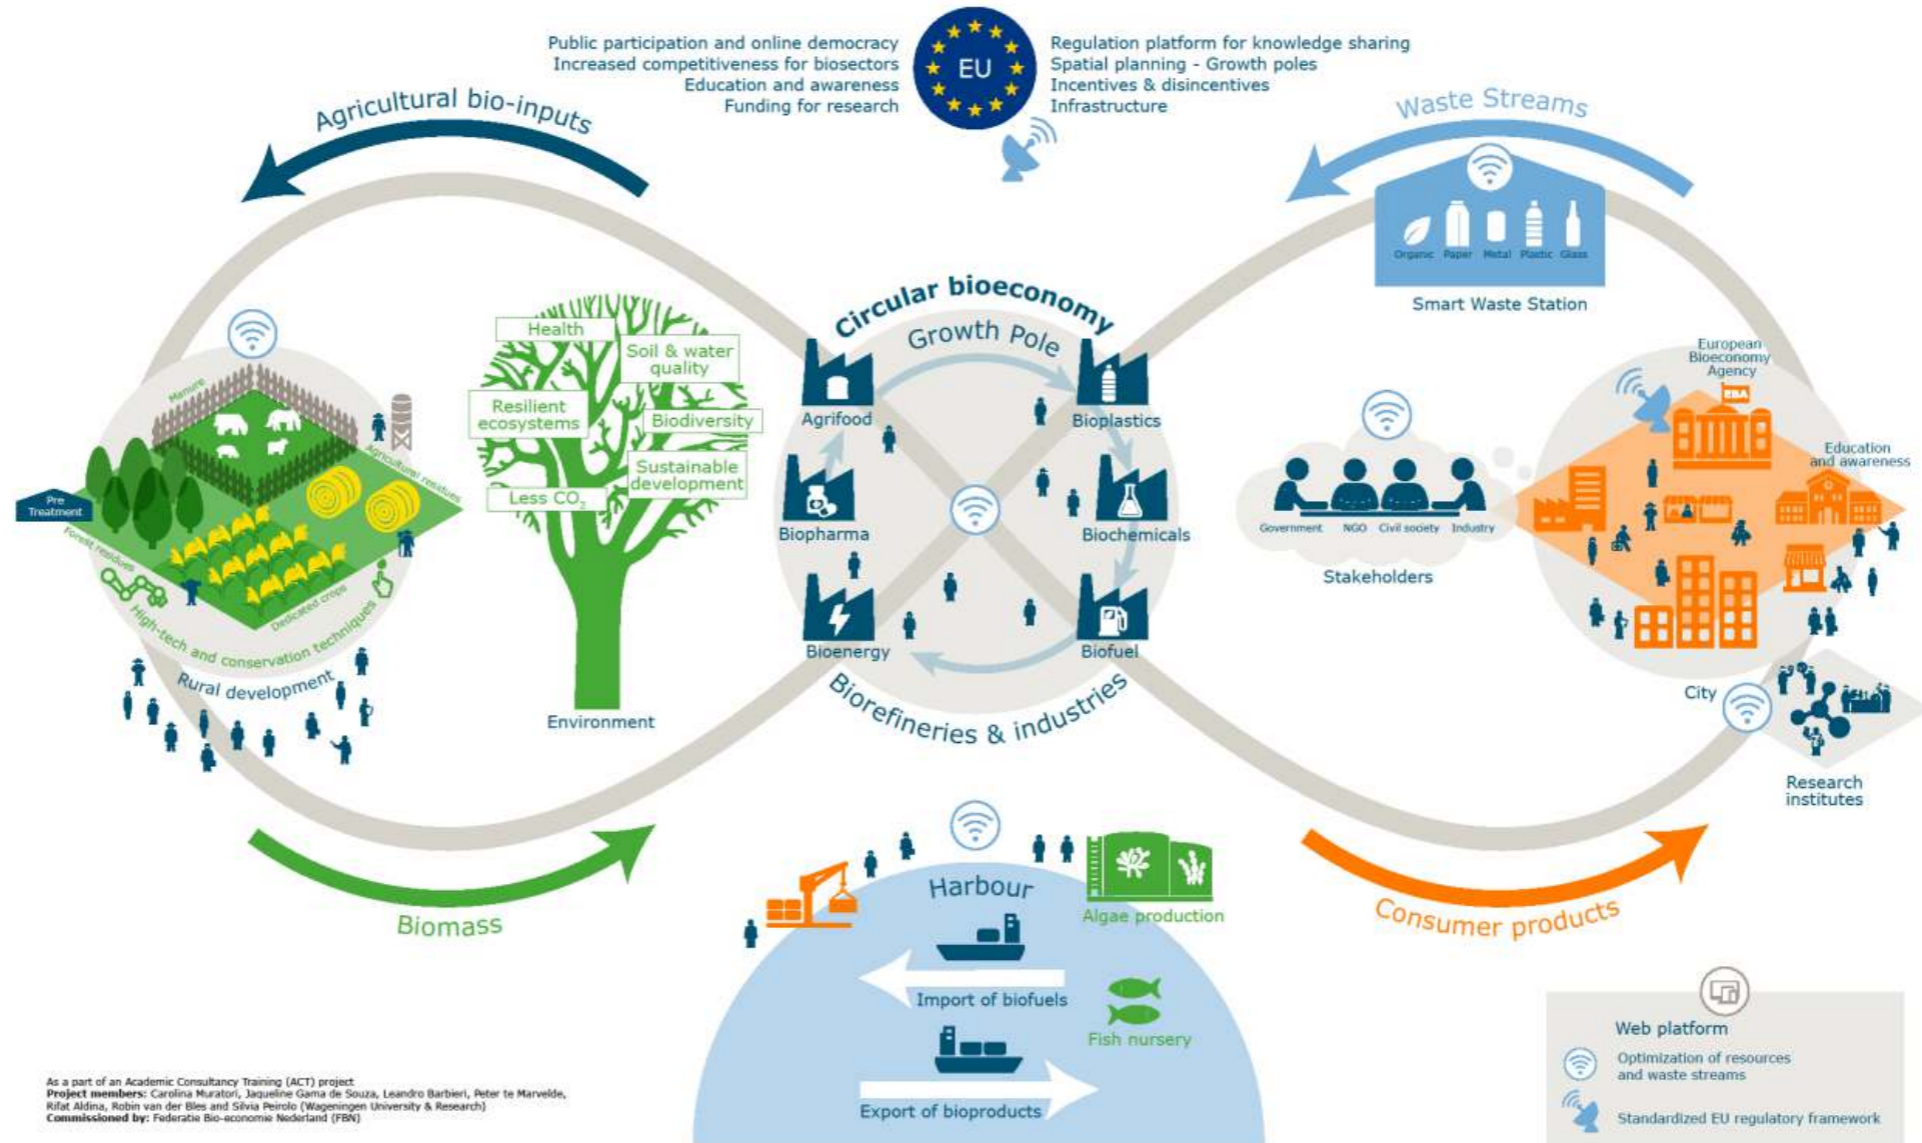 Public participation and online democracy
Increased competitiveness for biosectors
Education and awareness
Funding for research
EU
Regulation platform for knowledge sharing
Spatial planning - Growth poles
Incentives & disincentives
Infrastructure
Agricultural bio-inputs
Waste Streams
Organic Paper Metal Plastic Glass
Smart Waste Station
Circular bioeconomy
Growth Pole
Agrifood
Bioplastics
Biopharma
Biochemicals
Bioenergy
Biofuel
Biorefineries & industries
Health
Soil & water
quality
Resilient
ecosystems
Biodiversity
Sustainable
development
Less CO₂
Environment
Manure
Agricultural residues
Pre
Treatment
Forest residues
Dedicated crops
High-tech and conservation techniques
Rural development
European
Bioeconomy
Agency
EBA
Education
and awareness
Government NGO Civil society Industry
Stakeholders
City
Research
institutes
Biomass
Consumer products
Harbour
Algae production
Import of biofuels
Fish nursery
Export of bioproducts
Web platform
Optimization of resources
and waste streams
Standardized EU regulatory framework
As a part of an Academic Consultancy Training (ACT) project
Project members: Carolina Muratori, Jaqueline Gama de Souza, Leandro Barbieri, Peter te Marvelde,
Rifat Aldina, Robin van der Bles and Silvia Peirolo (Wageningen University & Research)
Commissioned by: Federatie Bio-economie Nederland (FBN)